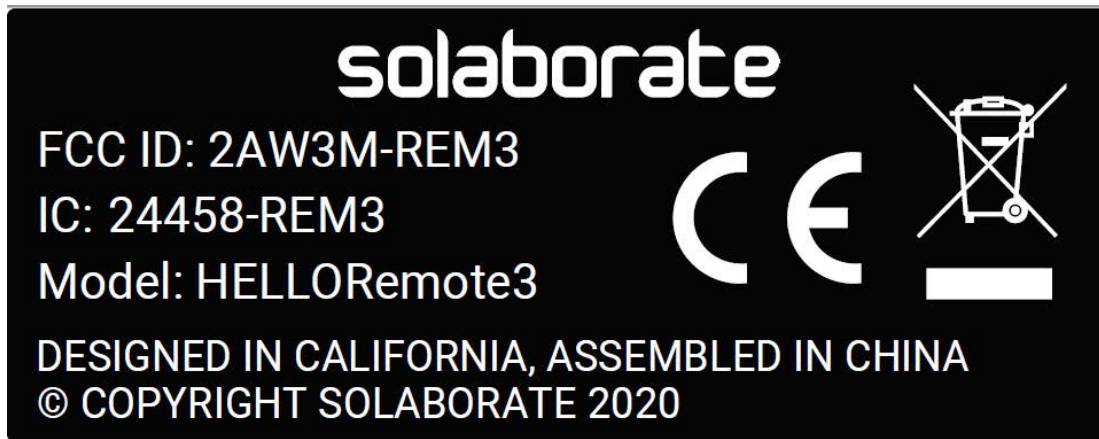 solaborate
FCC ID: 2AW3M-REM3
IC: 24458-REM3
Model: HELLORemote3
CE
DESIGNED IN CALIFORNIA, ASSEMBLED IN CHINA
© COPYRIGHT SOLABORATE 2020